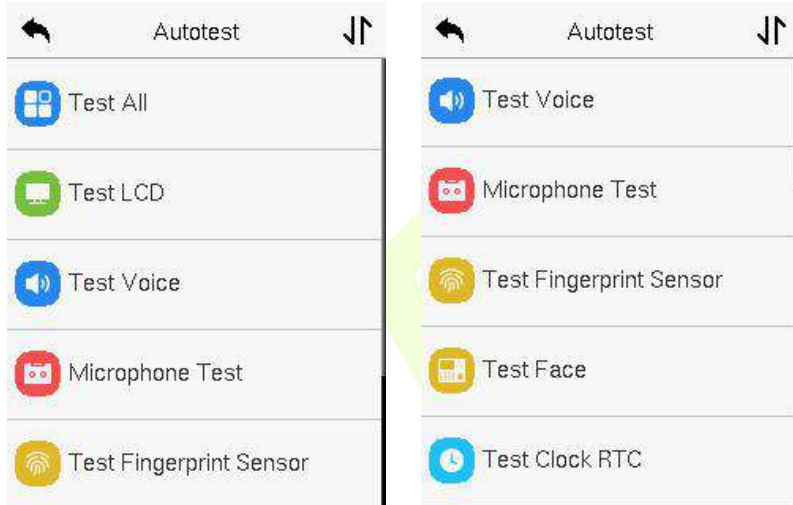 Autotest
Test All
Test LCD
Test Voice
Microphone Test
Test Fingerprint Sensor
Autotest
Test Voice
Microphone Test
Test Fingerprint Sensor
Test Face
Test Clock RTC